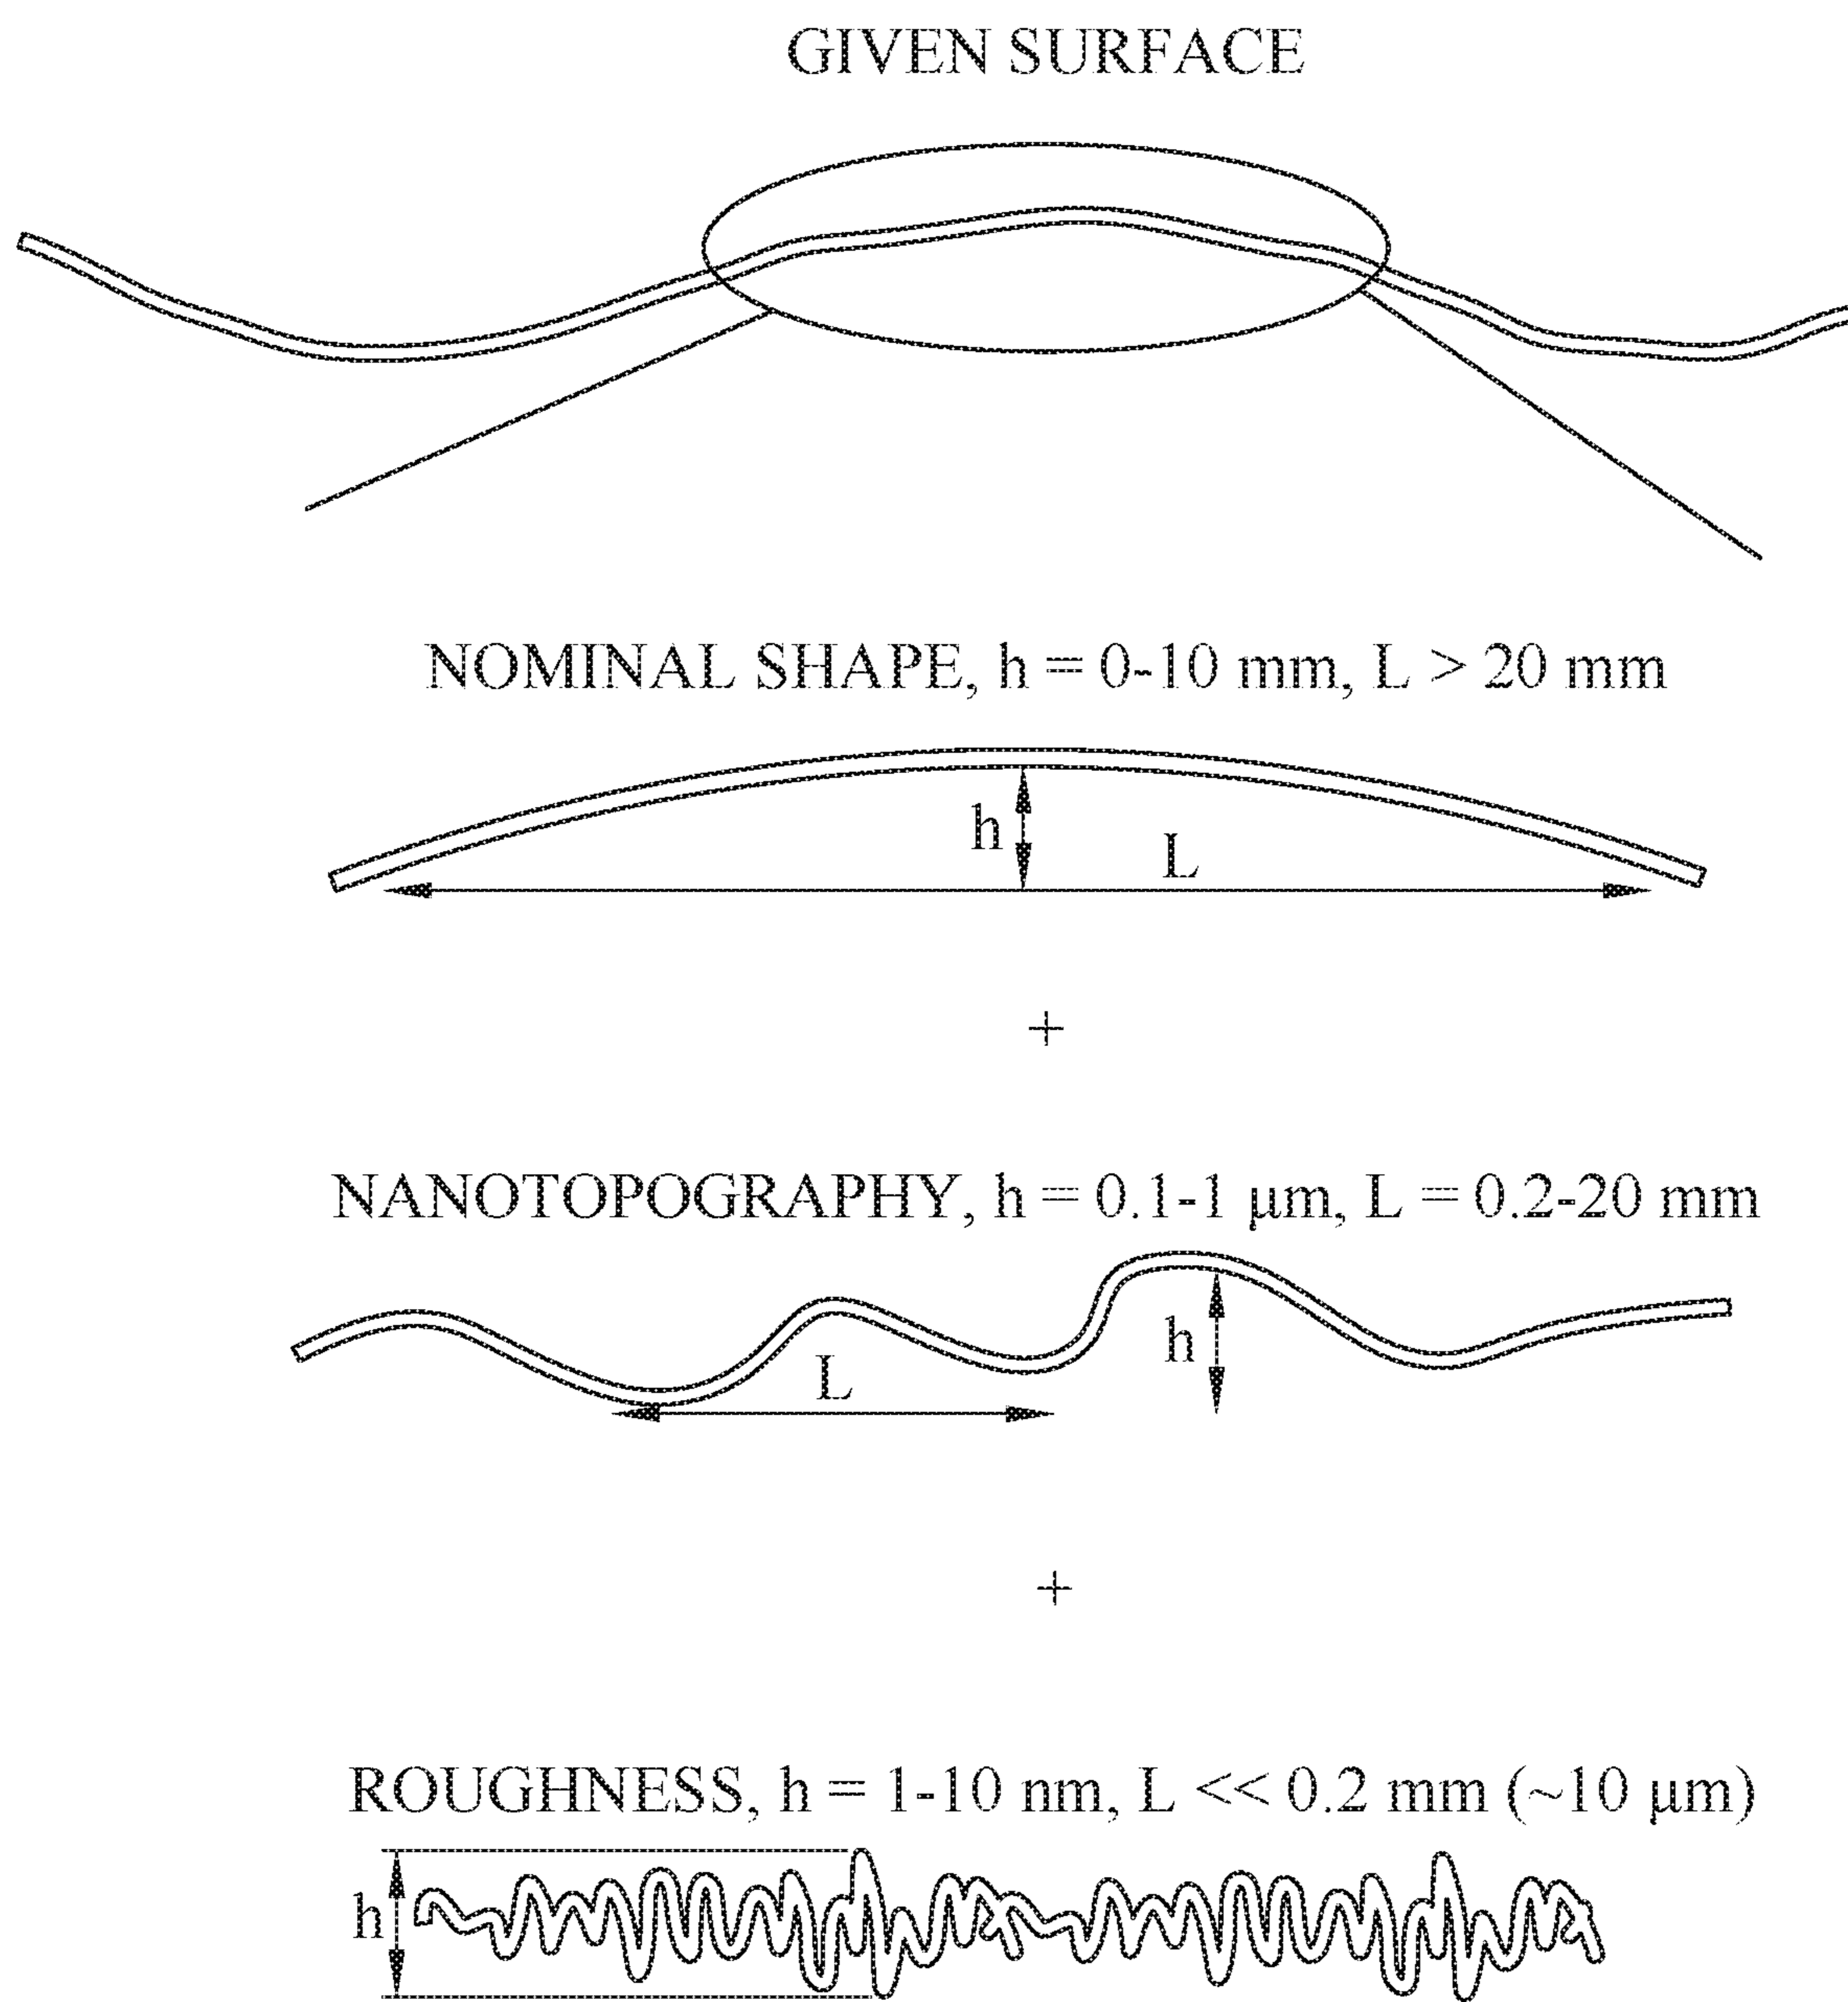 GIVEN SURFACE
NOMINAL SHAPE, h = 0-10 mm, L > 20 mm
h
L
+
NANOTOPOGRAPHY, h = 0.1-1 μm, L = 0.2-20 mm
h
L
+
ROUGHNESS, h = 1-10 nm, L << 0.2 mm (~10 μm)
h